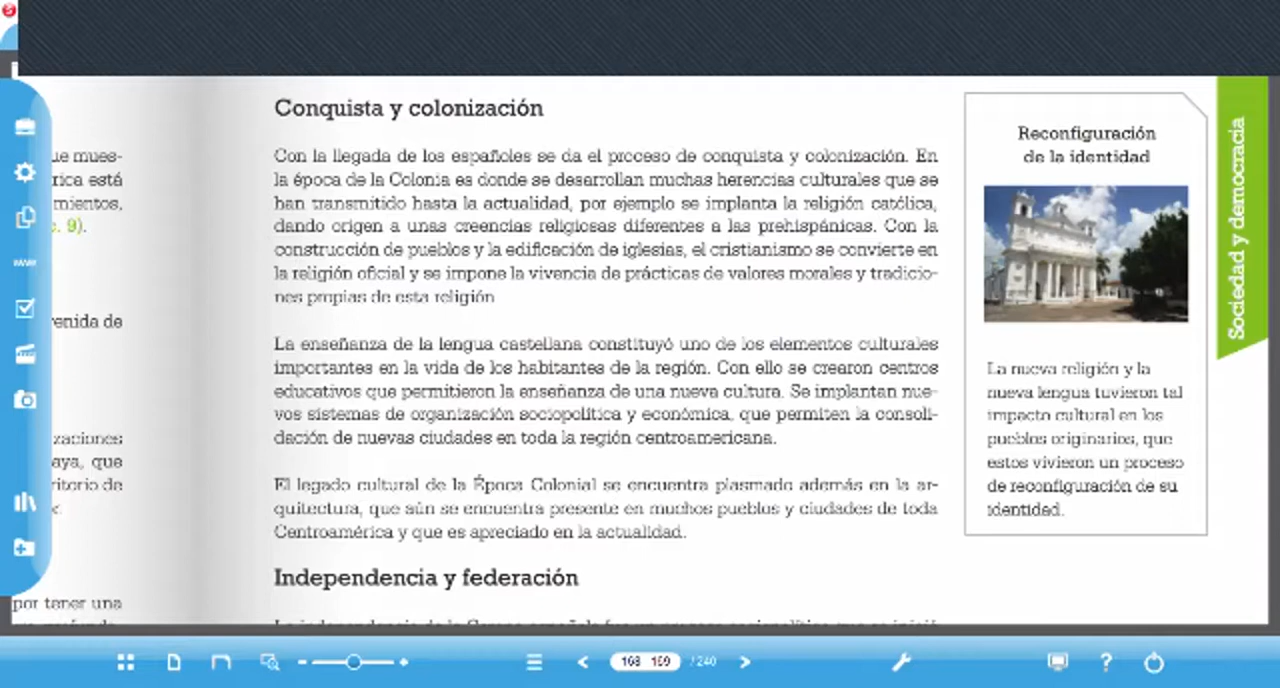 ue mues-
rica está
mientos,
c. 9).
venida de
zaciones
aya, que
ritorio de
r.
por tener una
Conquista y colonización
Con la llegada de los españoles se da el proceso de conquista y colonización. En
la época de la Colonia es donde se desarrollan muchas herencias culturales que se
han transmitido hasta la actualidad, por ejemplo se implanta la religión católica,
dando origen a unas creencias religiosas diferentes a las prehispánicas. Con la
construcción de pueblos y la edificación de iglesias, el cristianismo se convierte en
la religión oficial y se impone la vivencia de prácticas de valores morales y tradicio-
nes propias de esta religión
La enseñanza de la lengua castellana constituyó uno de los elementos culturales
importantes en la vida de los habitantes de la región. Con ello se crearon centros
educativos que permitieron la enseñanza de una nueva cultura. Se implantan nue-
vos sistemas de organización sociopolítica y económica, que permiten la consoli-
dación de nuevas ciudades en toda la región centroamericana.
El legado cultural de la Época Colonial se encuentra plasmado además en la ar-
quitectura, que aún se encuentra presente en muchos pueblos y ciudades de toda
Centroamérica y que es apreciado en la actualidad.
Independencia y federación
Reconfiguración
de la identidad
La nueva religión y la
nueva lengua tuvieron tal
impacto cultural en los
pueblos originarios, que
estos vivieron un proceso
de reconfiguración de su
identidad.
Sociedad y democracia
www
168 169 / 240
?